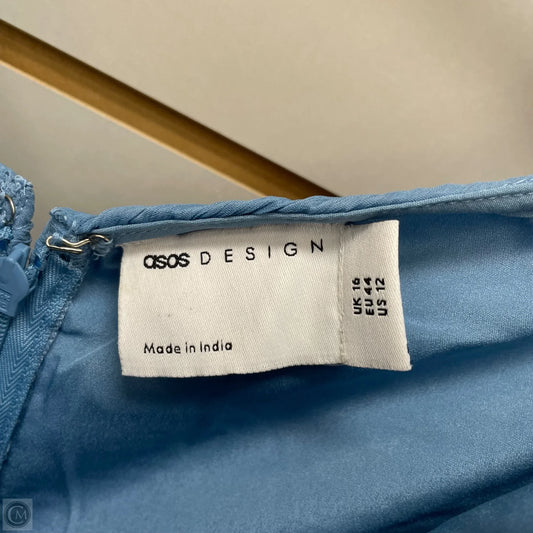 asos DESIGN
Made in India
UK 16
EU 44
US 12